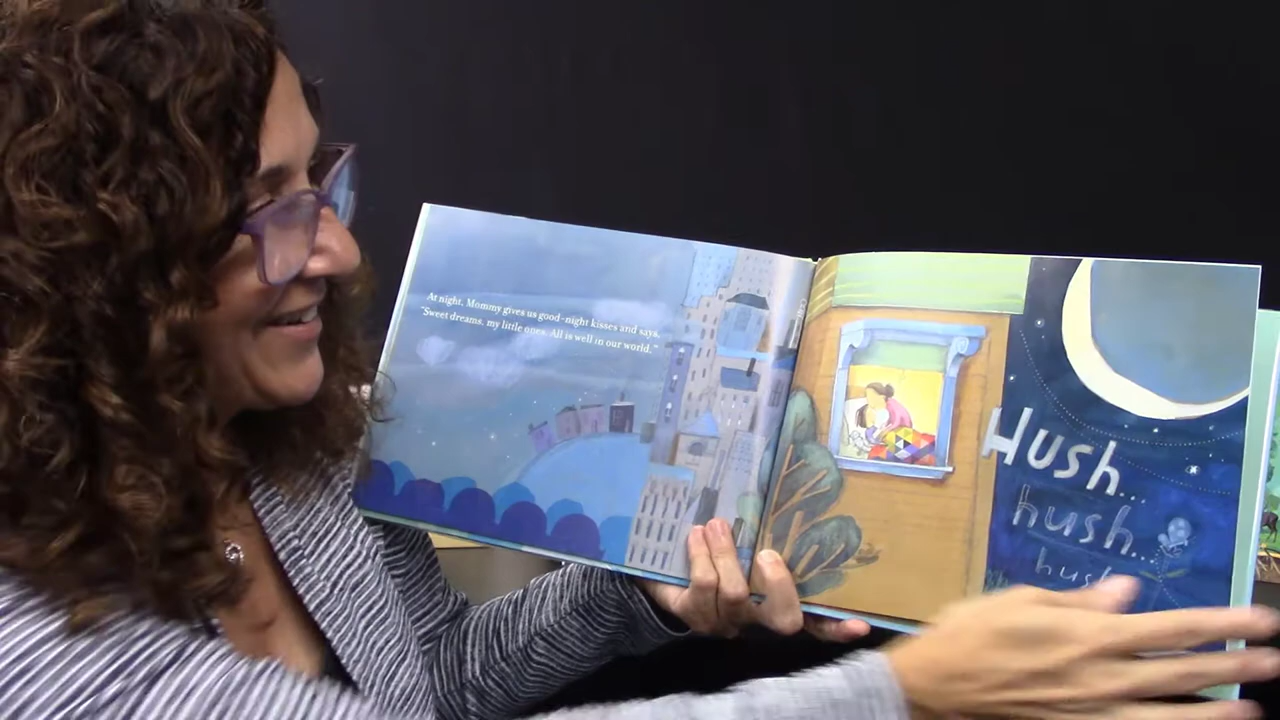 At night, Mommy gives us good-night kisses and says,
"Sweet dreams, my little ones. All is well in our world."
Hush...
hush...
hush